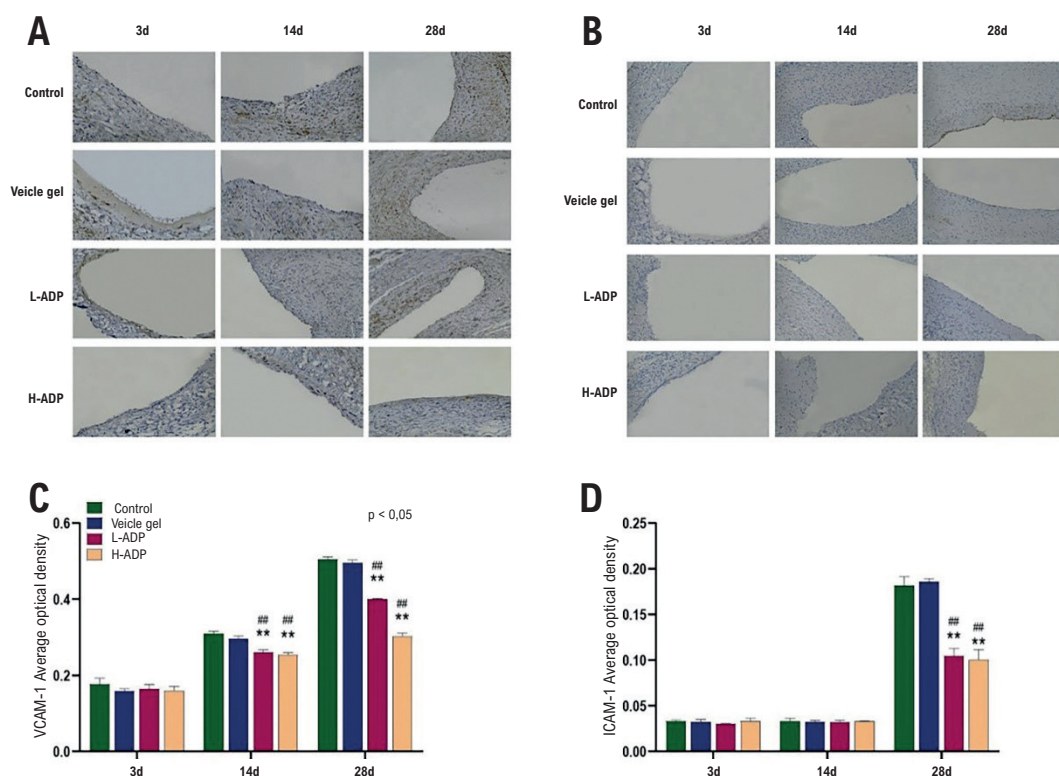 A
3d 14d 28d
Control
Veicle gel
L-ADP
H-ADP
B
3d 14d 28d
Control
Veicle gel
L-ADP
H-ADP
C
Control
Veicle gel
L-ADP
H-ADP
p < 0,05
VCAM-1 Average optical density
0.6
0.4
0.2
0.0
## ** ## **
## ** ## **
3d 14d 28d
D
ICAM-1 Average optical density
0.25
0.20
0.15
0.10
0.05
0.00
## ** ## **
3d 14d 28d